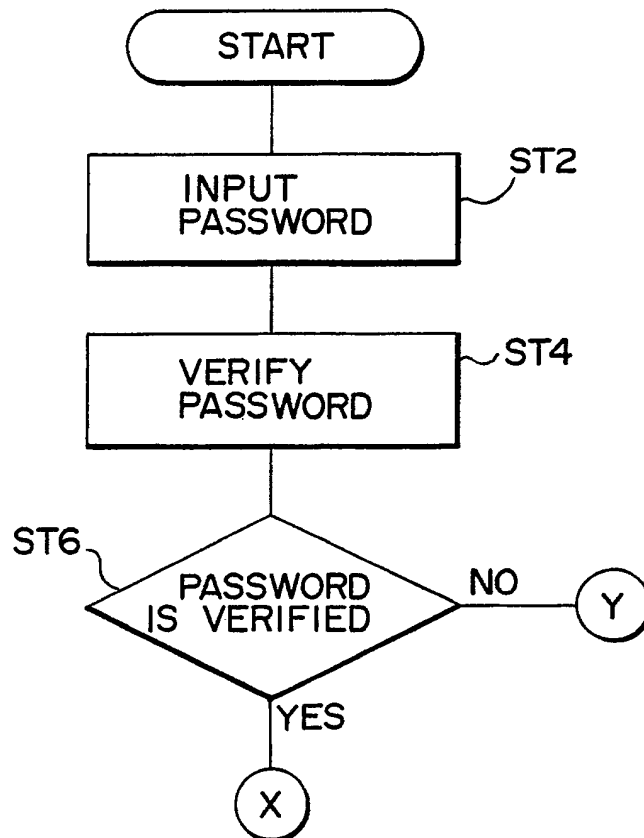 START
INPUT
PASSWORD
ST2
VERIFY
PASSWORD
ST4
ST6
PASSWORD
IS VERIFIED
NO
Y
YES
X